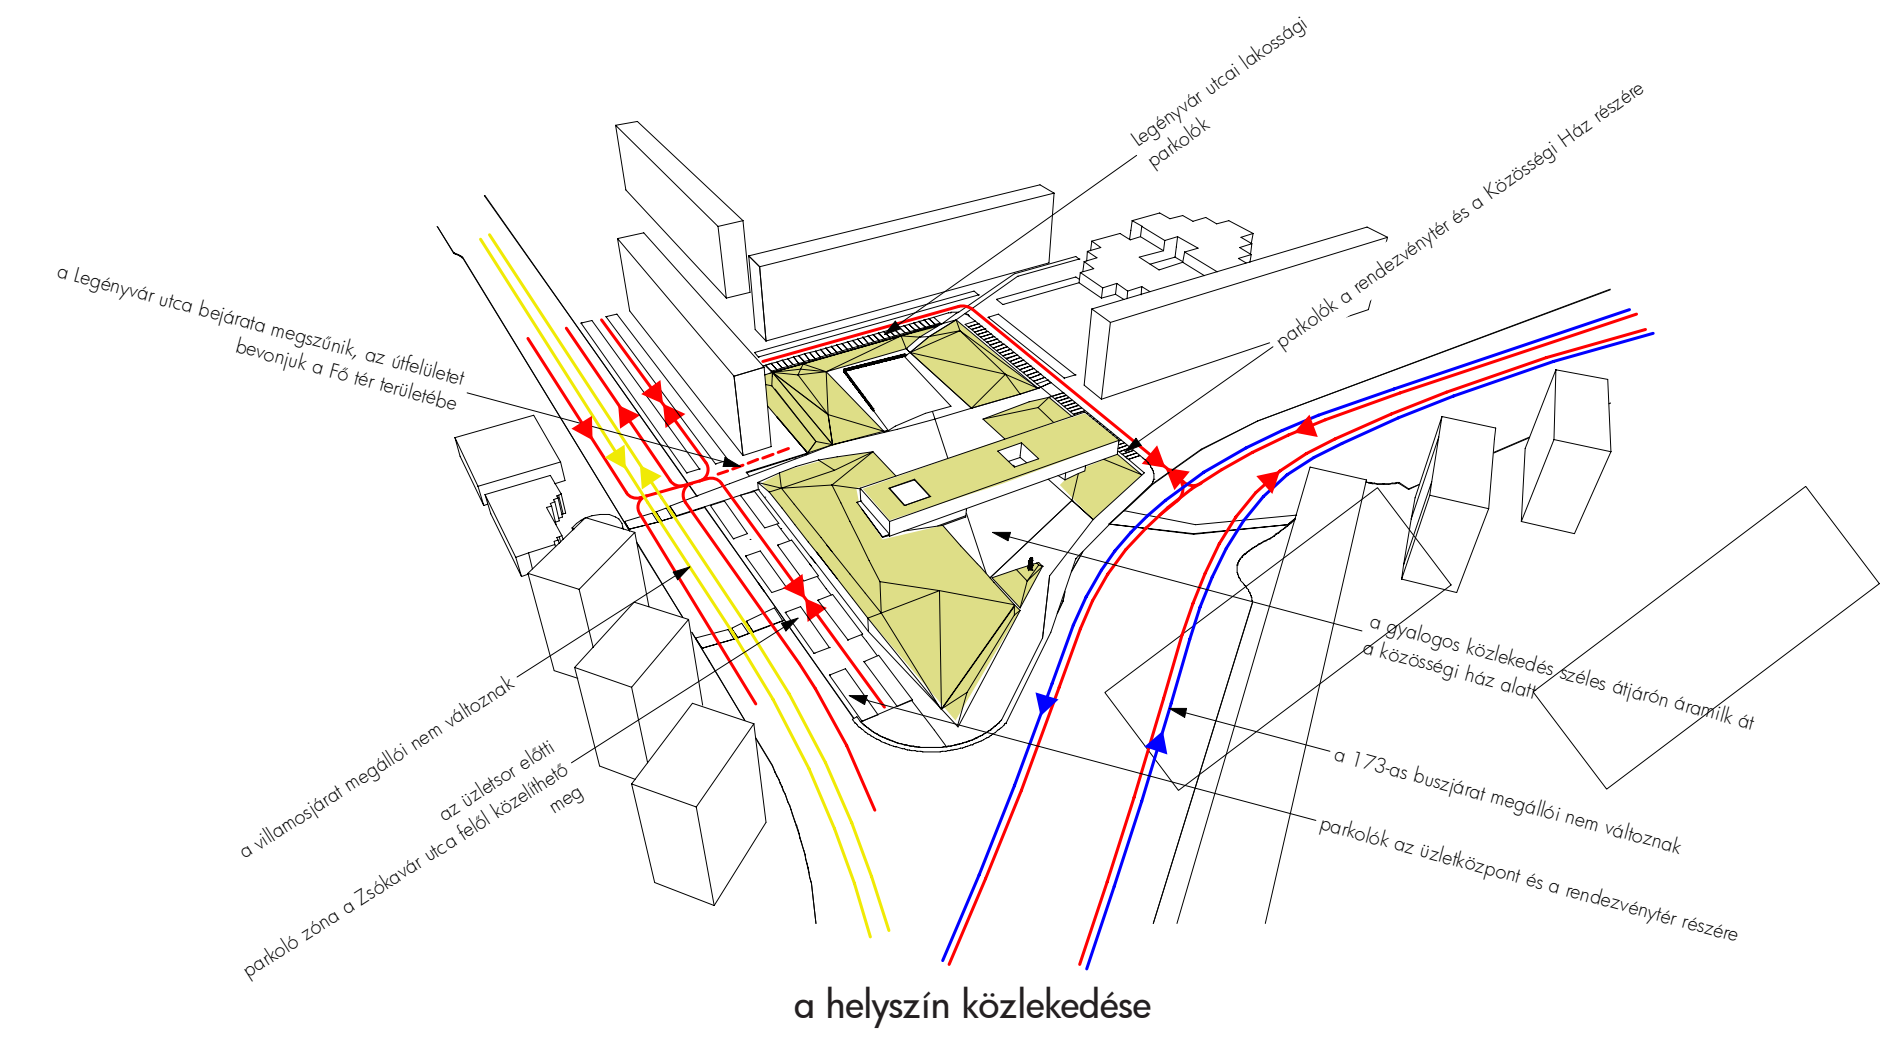 Legényvár utcai lakossági
parkolók
parkolók a rendezvénytér és a Közösségi Ház részére
a Legényvár utca bejárata megszűnik, az útfelületet
bevonjuk a Fő tér területébe
a gyalogos közlekedés széles átjárón áramilk át
a közösségi ház alatt
a villamosjárat megállói nem változnak
az üzletsor előtti
parkoló zóna a Zsókavár utca felől közelíthető
meg
a 173-as buszjárat megállói nem változnak
parkolók az üzletközpont és a rendezvénytér részére
a helyszín közlekedése